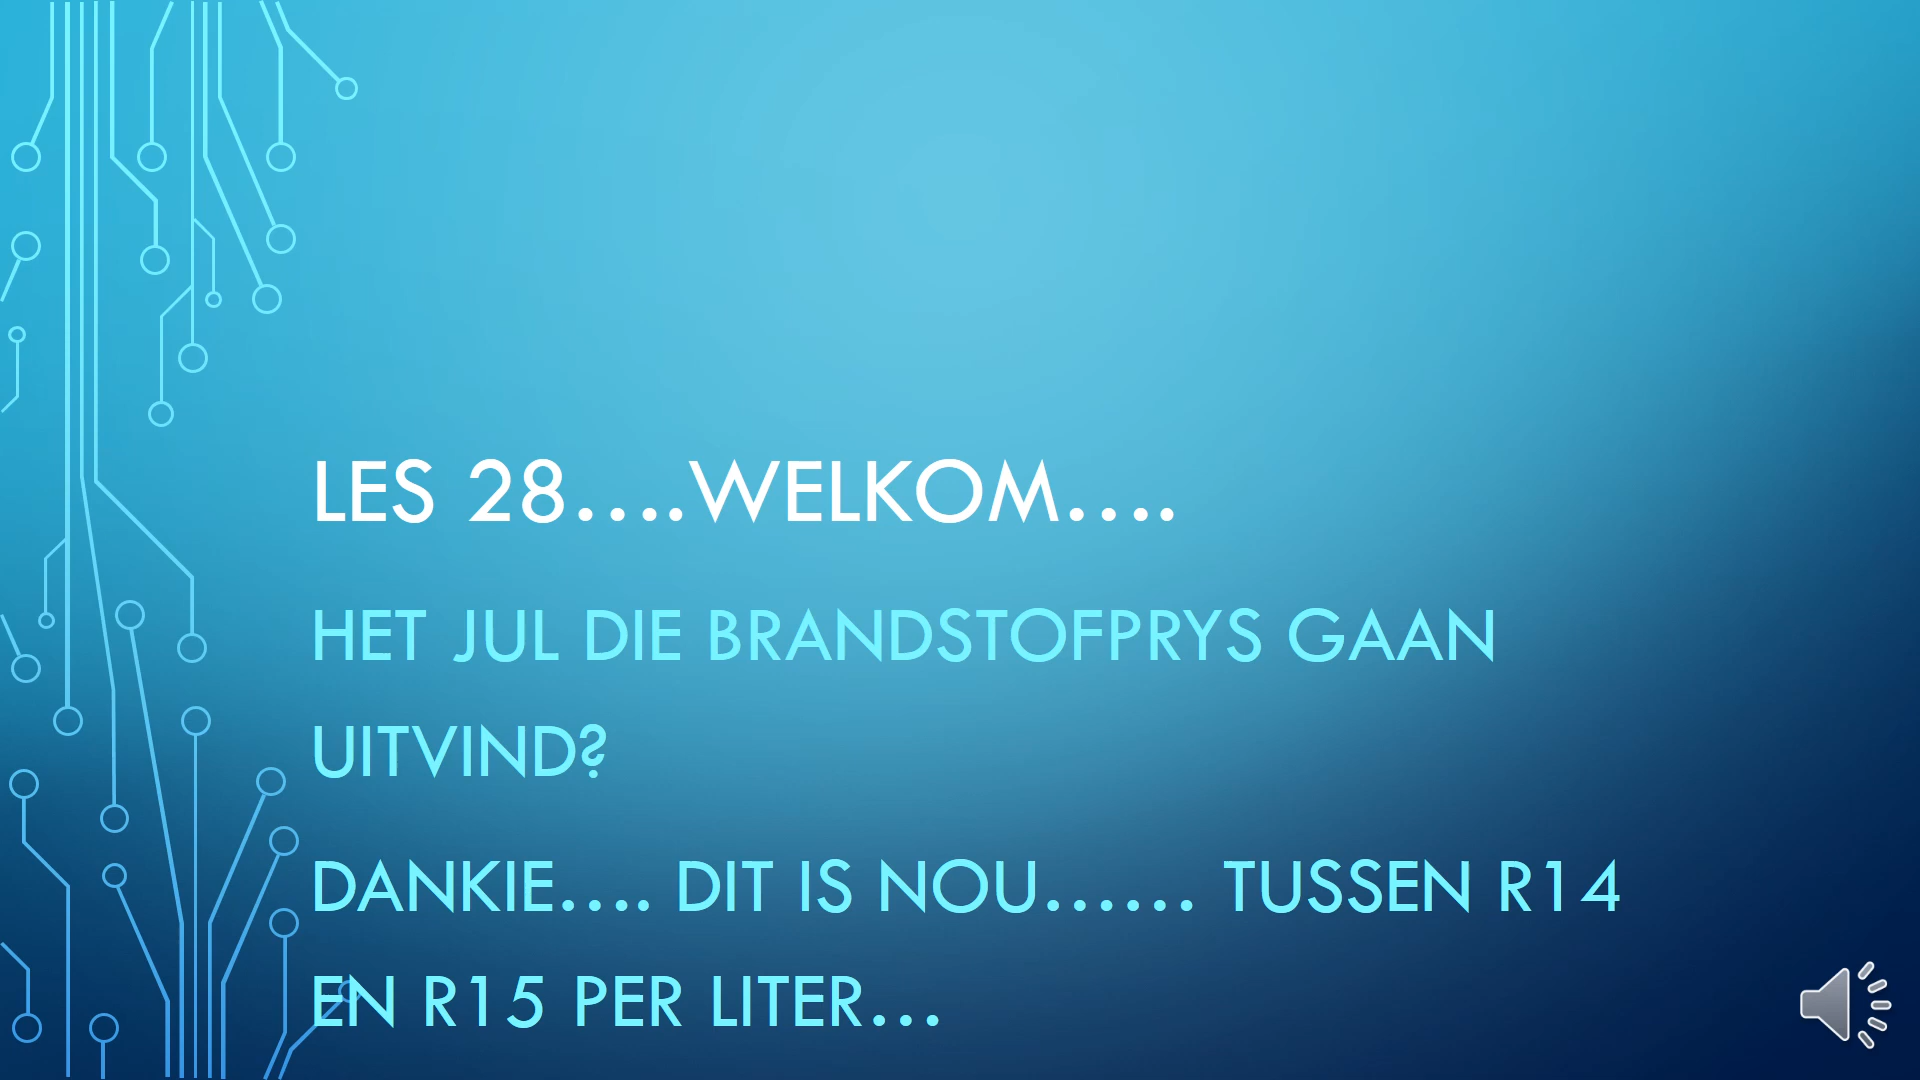 LES 28....WELKOM....
HET JUL DIE BRANDSTOFPRYS GAAN
UITVIND?
DANKIE.... DIT IS NOU...... TUSSEN R14
EN R15 PER LITER...